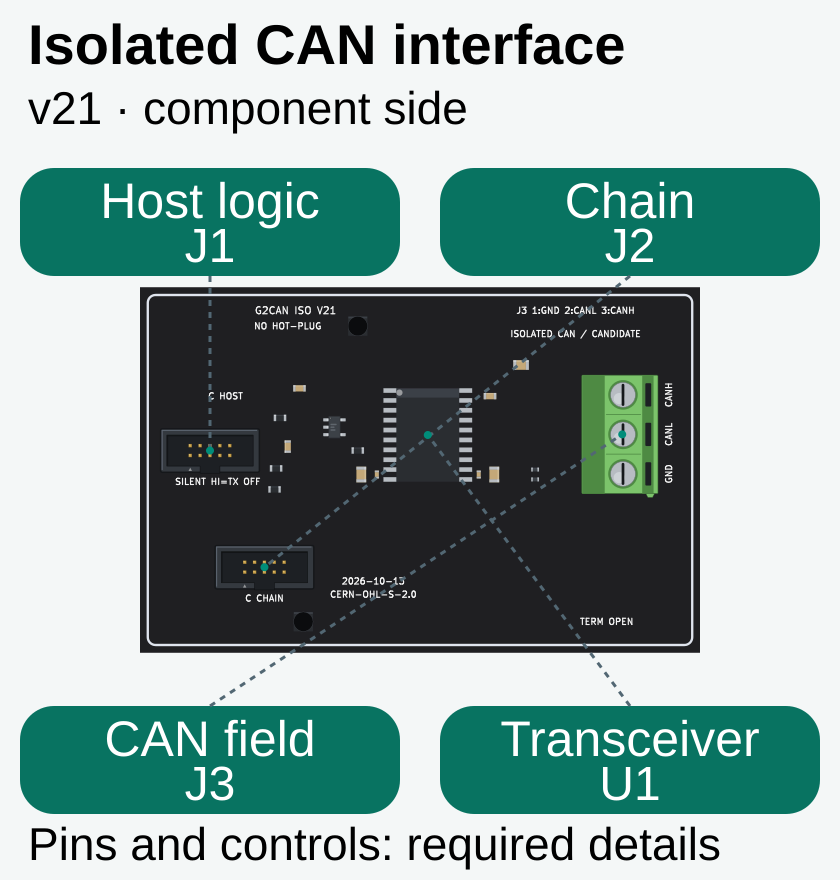 Isolated CAN interface
v21 · component side
Host logic
J1
Chain
J2
G2CAN ISO V21
NO HOT-PLUG
J3 1:GND 2:CANL 3:CANH
ISOLATED CAN / CANDIDATE
C HOST
SILENT HI=TX OFF
CANH
CANL
GND
C CHAIN
2026-10-13
CERN-OHL-S-2.0
TERM OPEN
CAN field
J3
Transceiver
U1
Pins and controls: required details